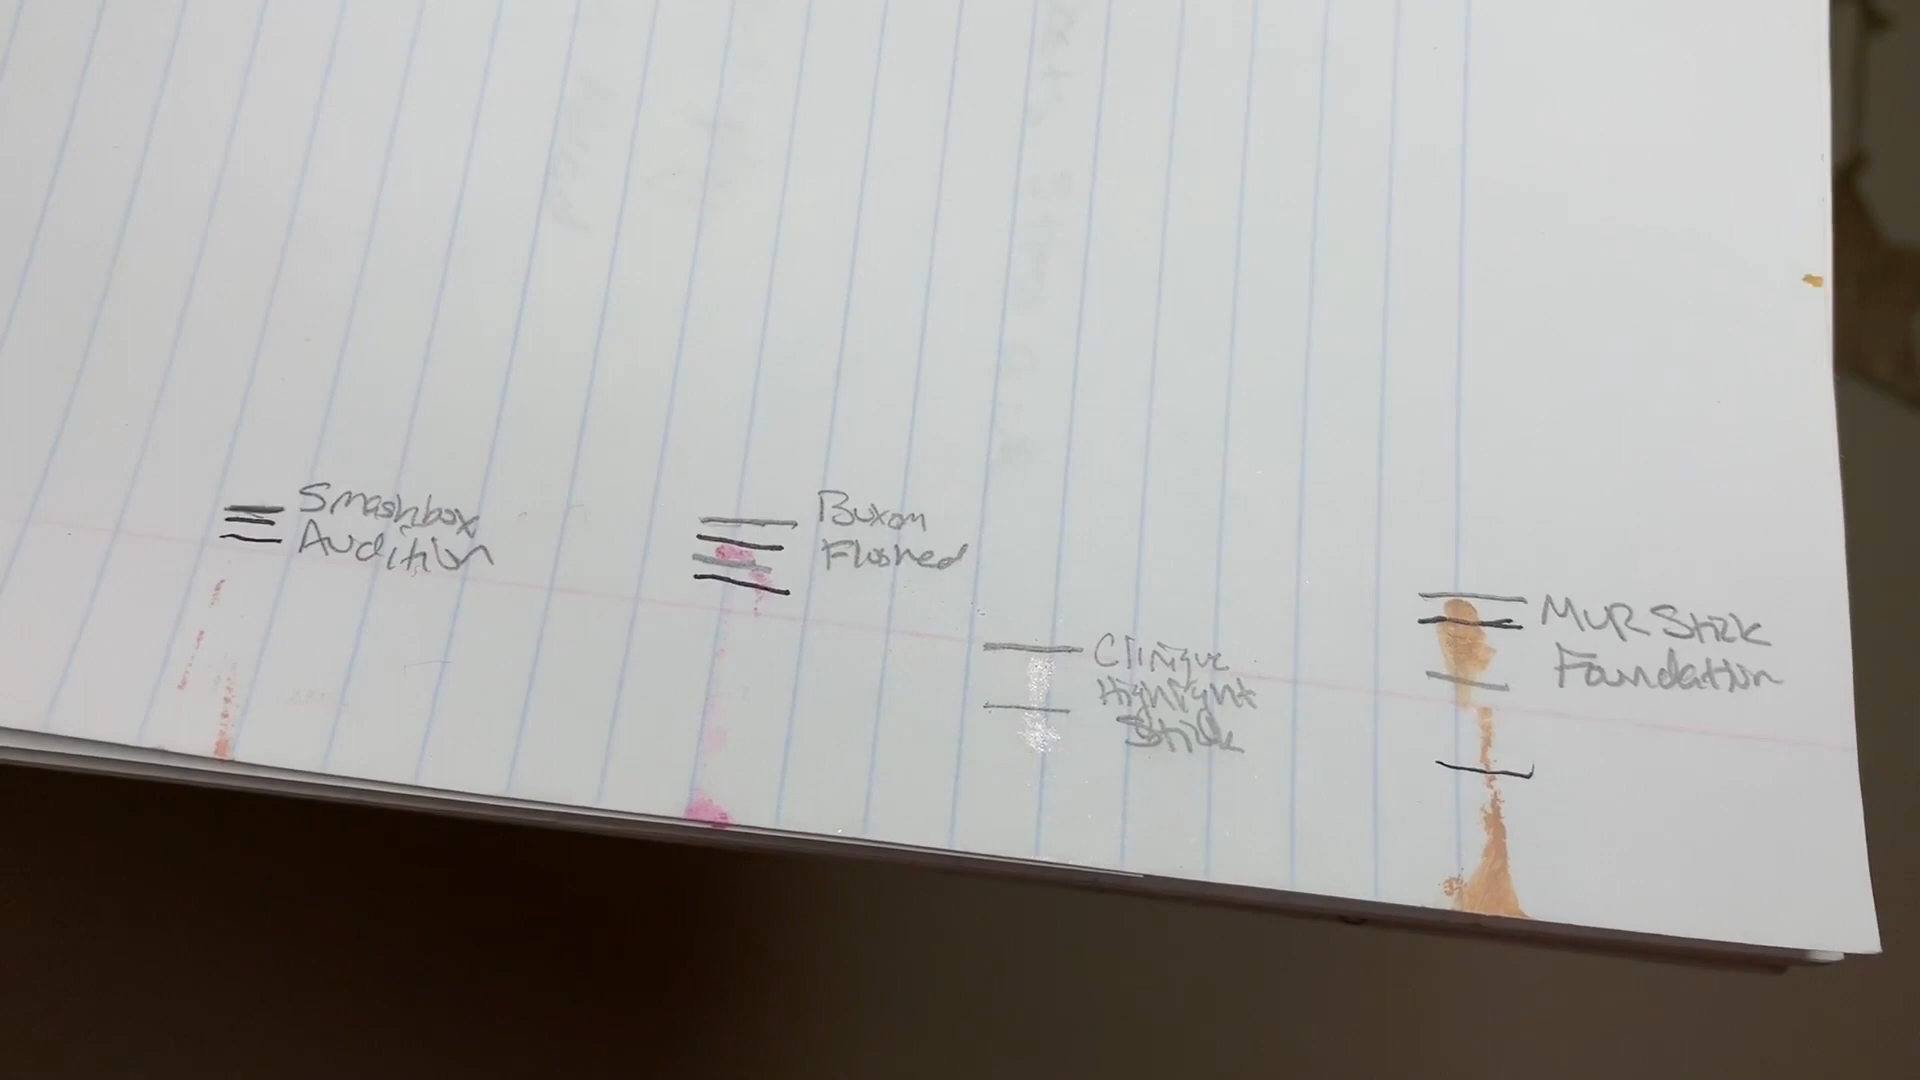 Smashbox
Audition
Buxom
Flushed
Clinique
Highlight
Stick
MUR Stick
Foundation